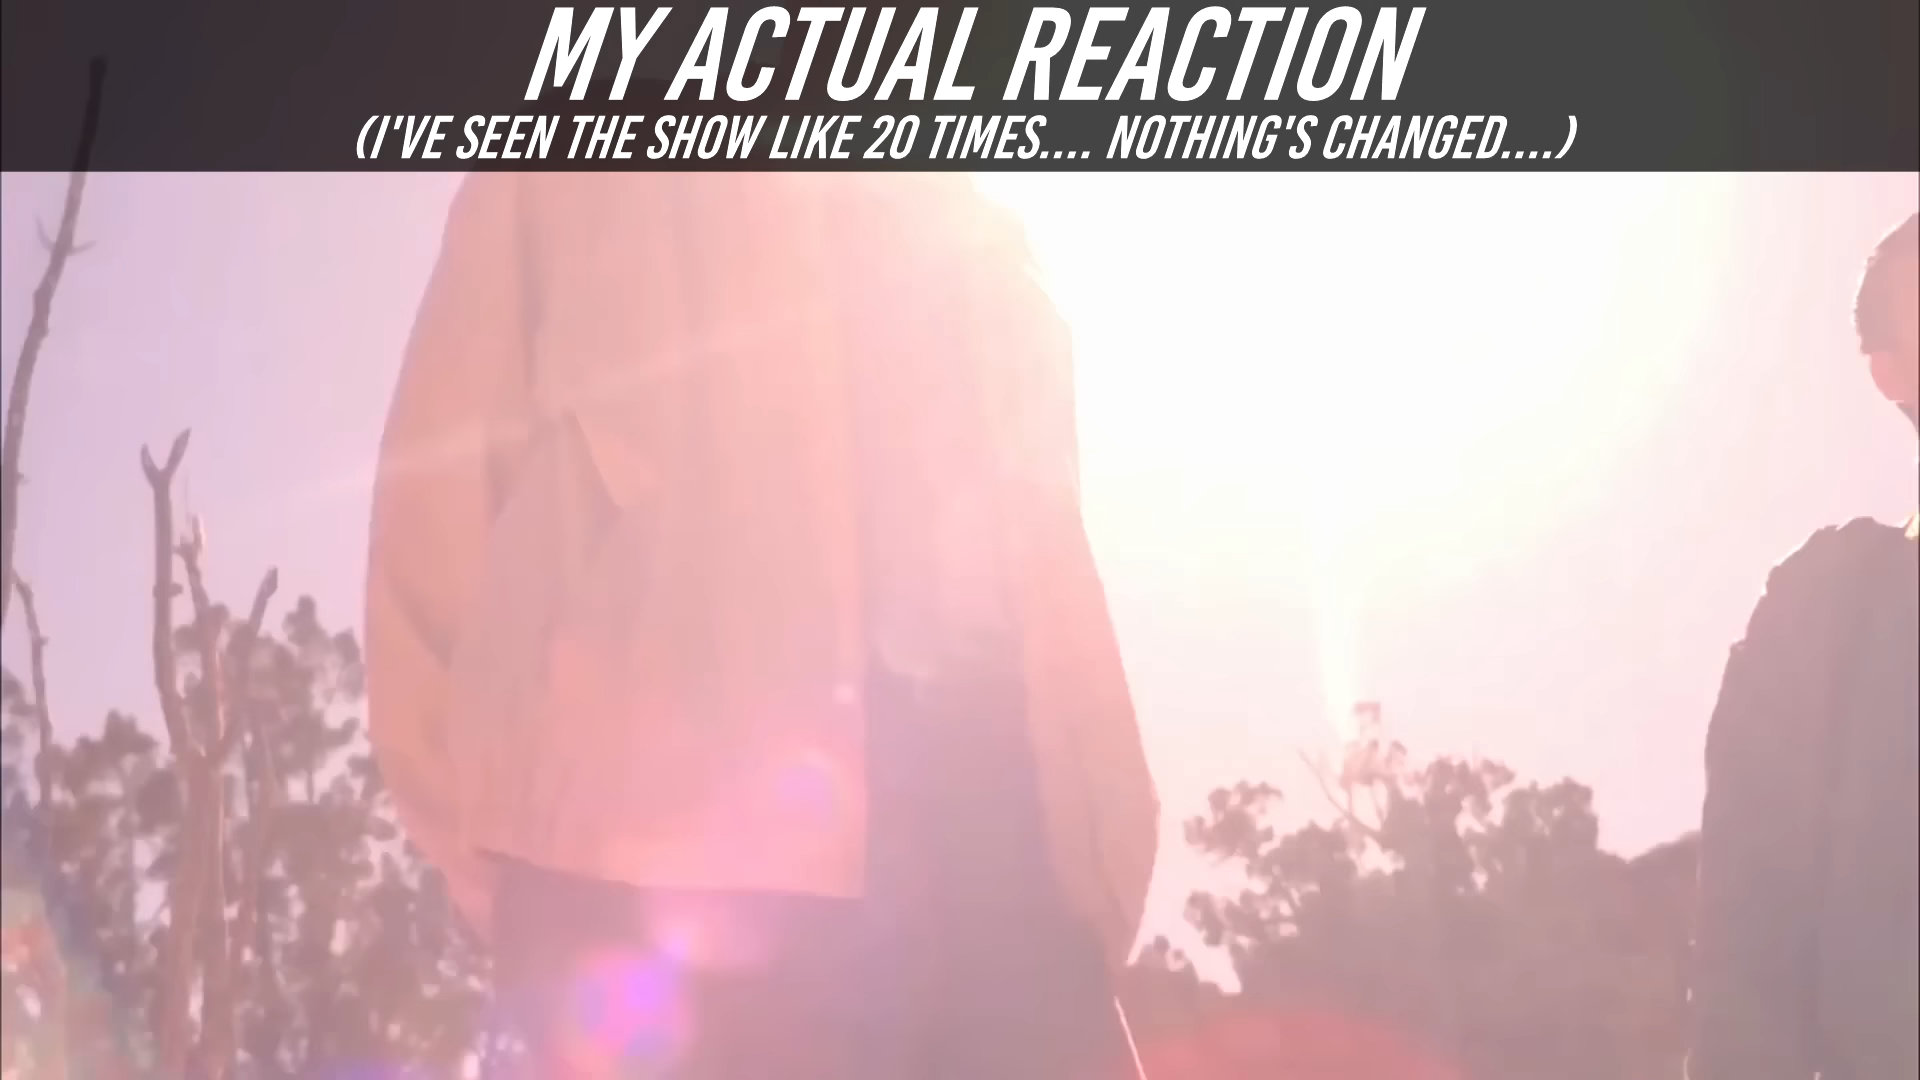 MY ACTUAL REACTION
(I'VE SEEN THE SHOW LIKE 20 TIMES.... NOTHING'S CHANGED....)